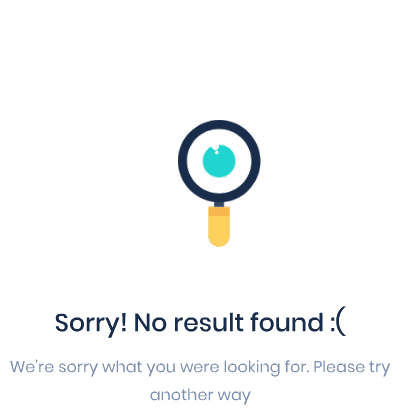 Sorry! No result found :(
We're sorry what you were looking for. Please try
another way